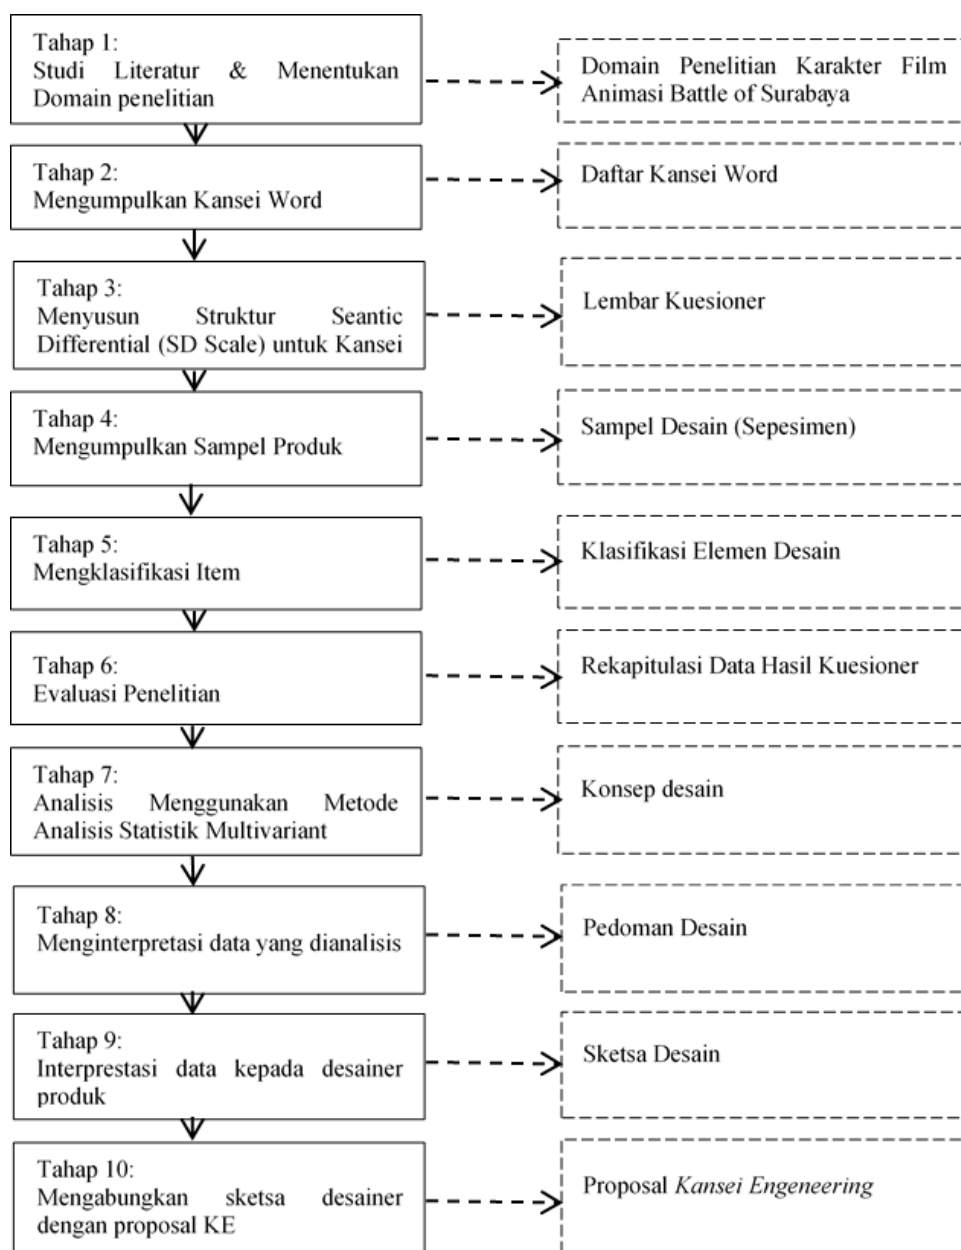 Tahap 1:
Studi Literatur & Menentukan
Domain penelitian
Domain Penelitian Karakter Film
Animasi Battle of Surabaya
Tahap 2:
Mengumpulkan Kansei Word
Daftar Kansei Word
Tahap 3:
Menyusun Struktur Seantic
Differential (SD Scale) untuk Kansei
Lembar Kuesioner
Tahap 4:
Mengumpulkan Sampel Produk
Sampel Desain (Sepesimen)
Tahap 5:
Mengklasifikasi Item
Klasifikasi Elemen Desain
Tahap 6:
Evaluasi Penelitian
Rekapitulasi Data Hasil Kuesioner
Tahap 7:
Analisis Menggunakan Metode
Analisis Statistik Multivariant
Konsep desain
Tahap 8:
Menginterpretasi data yang dianalisis
Pedoman Desain
Tahap 9:
Interprestasi data kepada desainer
produk
Sketsa Desain
Tahap 10:
Mengabungkan sketsa desainer
dengan proposal KE
Proposal Kansei Engeneering